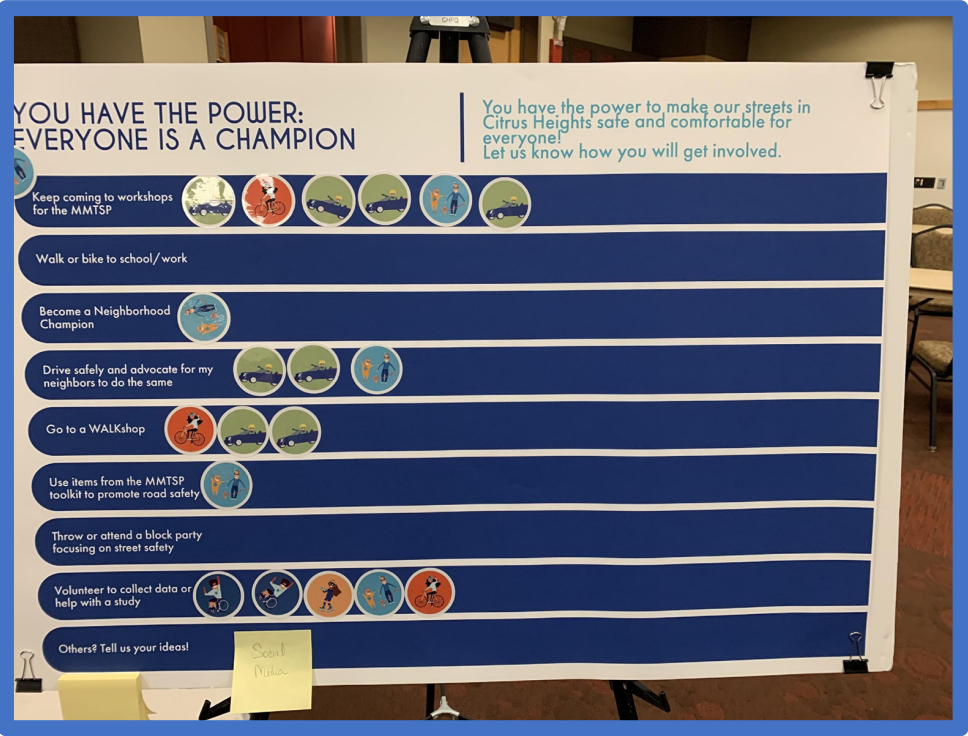 YOU HAVE THE POWER:
EVERYONE IS A CHAMPION
You have the power to make our streets in
Citrus Heights safe and comfortable for
everyone!
Let us know how you will get involved.
Keep coming to workshops
for the MMTSP
Walk or bike to school/work
Become a Neighborhood
Champion
Drive safely and advocate for my
neighbors to do the same
Go to a WALKshop
Use items from the MMTSP
toolkit to promote road safety
Throw or attend a block party
focusing on street safety
Volunteer to collect data or
help with a study
Others? Tell us your ideas!
Social
Media